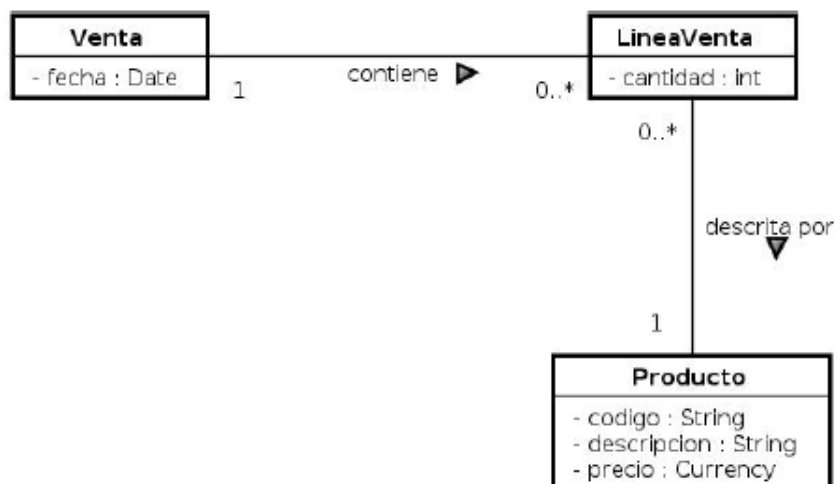 Venta
- fecha : Date
1
contiene
0..*
LineaVenta
- cantidad : int
0..*
descrita por
1
Producto
- codigo : String
- descripcion : String
- precio : Currency